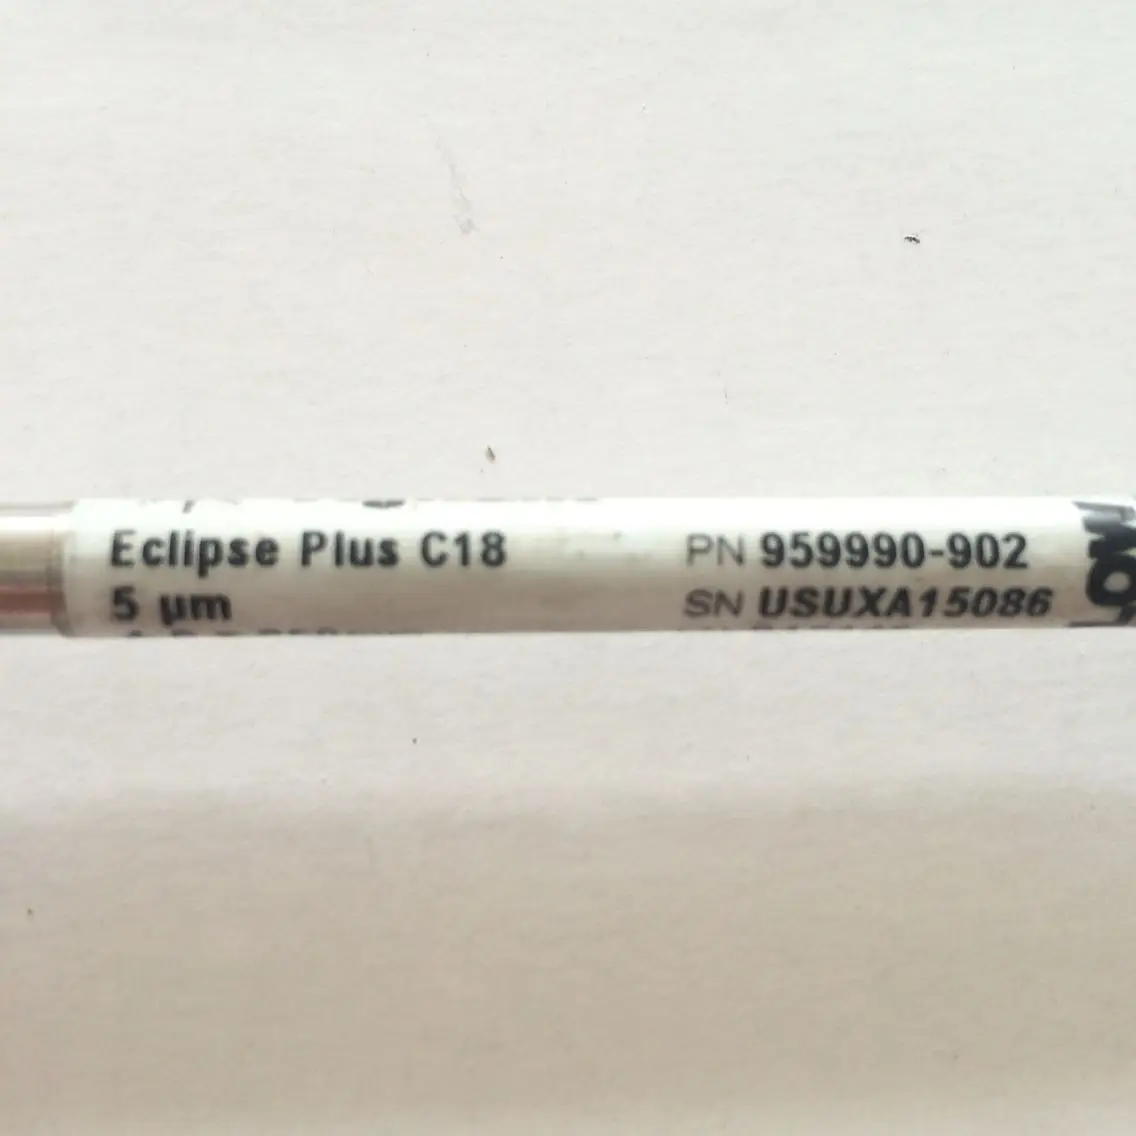 Eclipse Plus C18
5 µm
PN 959990-902
SN USUXA15086